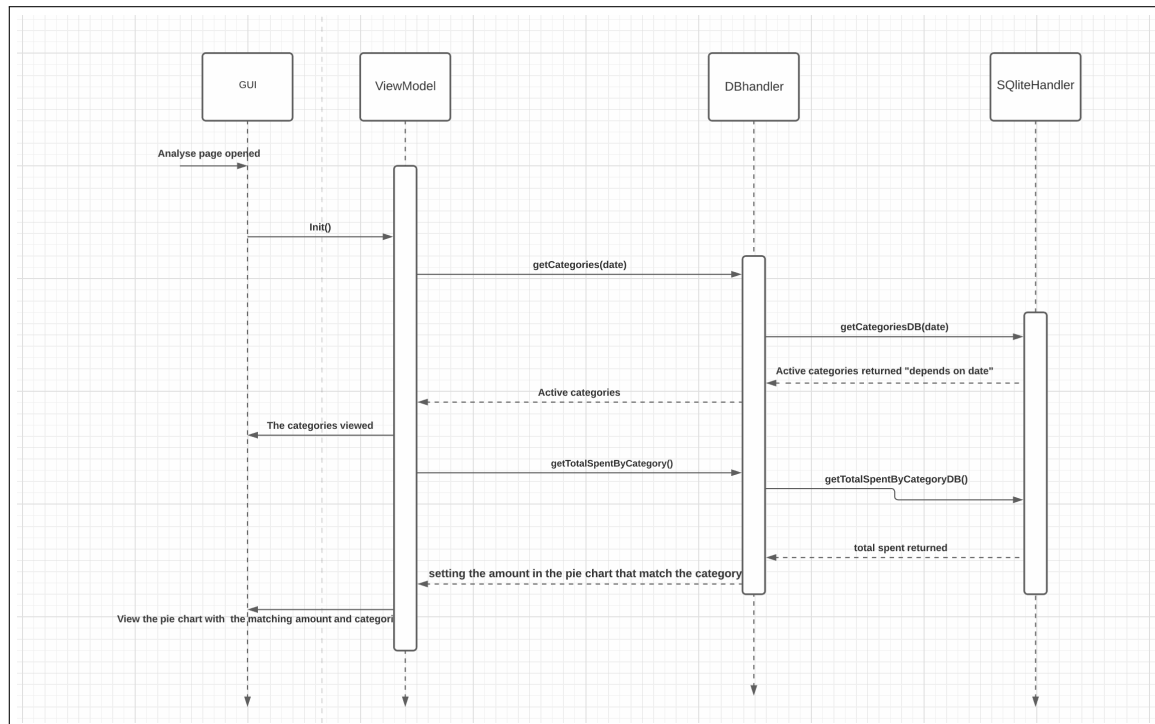 GUI
ViewModel
DBhandler
SQliteHandler
Analyse page opened
Init()
getCategories(date)
getCategoriesDB(date)
Active categories returned "depends on date"
Active categories
The categories viewed
getTotalSpentByCategory()
getTotalSpentByCategoryDB()
total spent returned
setting the amount in the pie chart that match the category
View the pie chart with the matching amount and categori